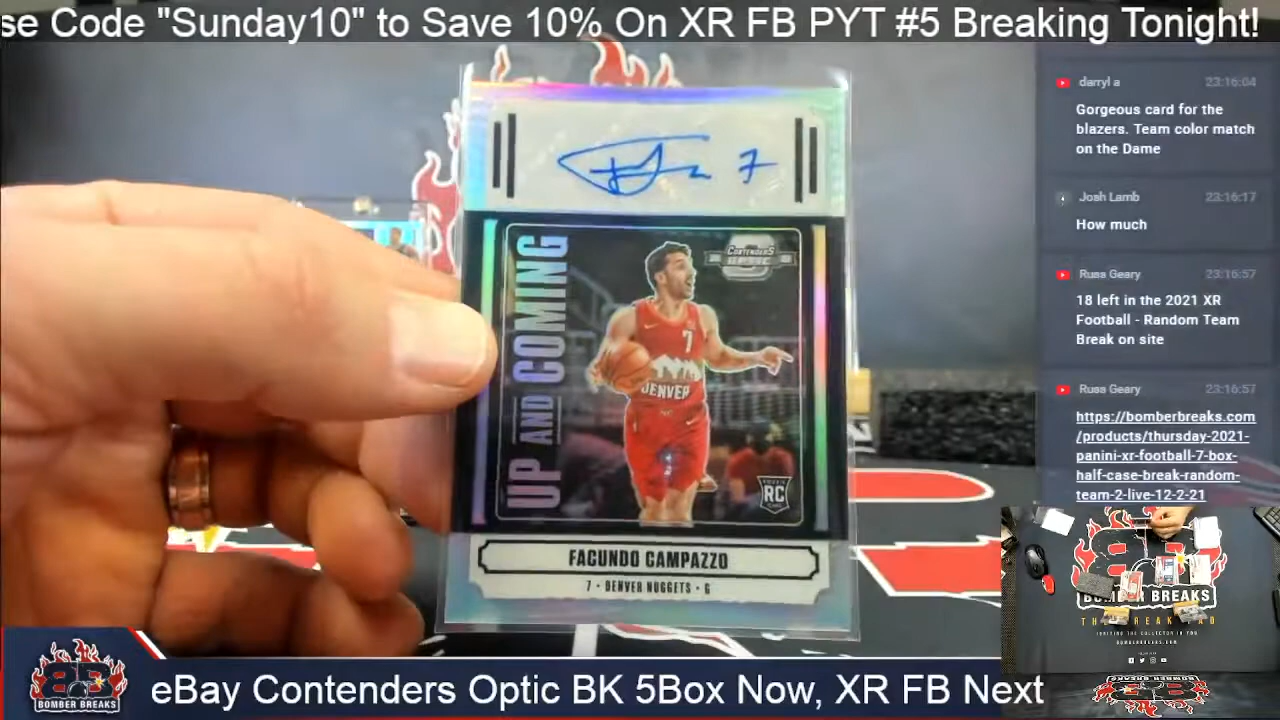 se Code "Sunday10" to Save 10% On XR FB PYT #5 Breaking Tonight!
7
UP AND COMING
CONTENDERS
OPTIC
7
DENVER
RC
FACUNDO CAMPAZZO
7 • DENVER NUGGETS • G
darryl a 23:16:04
Gorgeous card for the
blazers. Team color match
on the Dame
Josh Lamb 23:16:17
How much
Russ Geary 23:16:57
18 left in the 2021 XR
Football - Random Team
Break on site
Russ Geary 23:16:57
https://bomberbreaks.com
/products/thursday-2021-
panini-xr-football-7-box-
half-case-break-random-
team-2-live-12-2-21
BOMBER BREAKS
BOMBER BREAKS
eBay Contenders Optic BK 5Box Now, XR FB Next